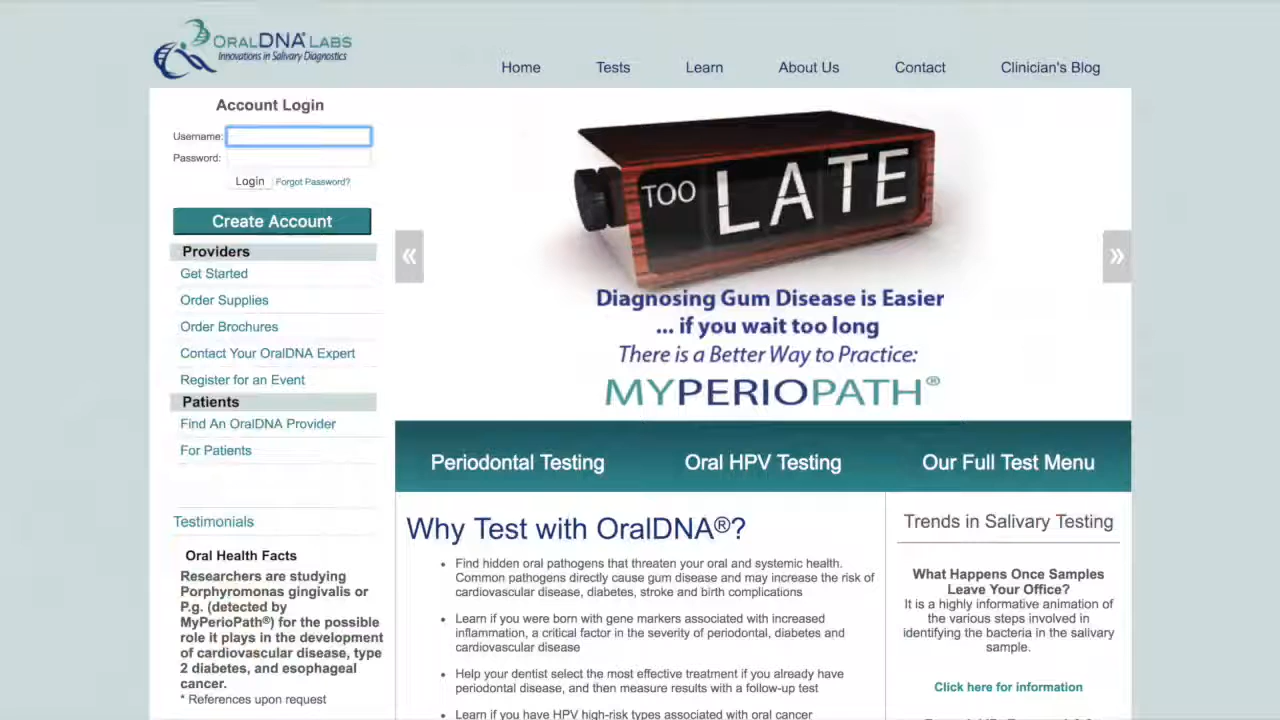 ORALDNA® LABS
Innovations in Salivary Diagnostics
Home Tests Learn About Us Contact Clinician's Blog
Account Login
Username:
Password:
Login Forgot Password?
Create Account
Providers
Get Started
Order Supplies
Order Brochures
Contact Your OralDNA Expert
Register for an Event
Patients
Find An OralDNA Provider
For Patients
Testimonials
Oral Health Facts
Researchers are studying
Porphyromonas gingivalis or
P.g. (detected by
MyPerioPath®) for the possible
role it plays in the development
of cardiovascular disease, type
2 diabetes, and esophageal
cancer.
* References upon request
«
TOO LATE
»
Diagnosing Gum Disease is Easier
... if you wait too long
There is a Better Way to Practice:
MYPERIOPATH®
Periodontal Testing Oral HPV Testing Our Full Test Menu
Why Test with OralDNA®?
• Find hidden oral pathogens that threaten your oral and systemic health.
Common pathogens directly cause gum disease and may increase the risk of
cardiovascular disease, diabetes, stroke and birth complications
• Learn if you were born with gene markers associated with increased
inflammation, a critical factor in the severity of periodontal, diabetes and
cardiovascular disease
• Help your dentist select the most effective treatment if you already have
periodontal disease, and then measure results with a follow-up test
• Learn if you have HPV high-risk types associated with oral cancer
Trends in Salivary Testing
What Happens Once Samples
Leave Your Office?
It is a highly informative animation of
the various steps involved in
identifying the bacteria in the salivary
sample.
Click here for information